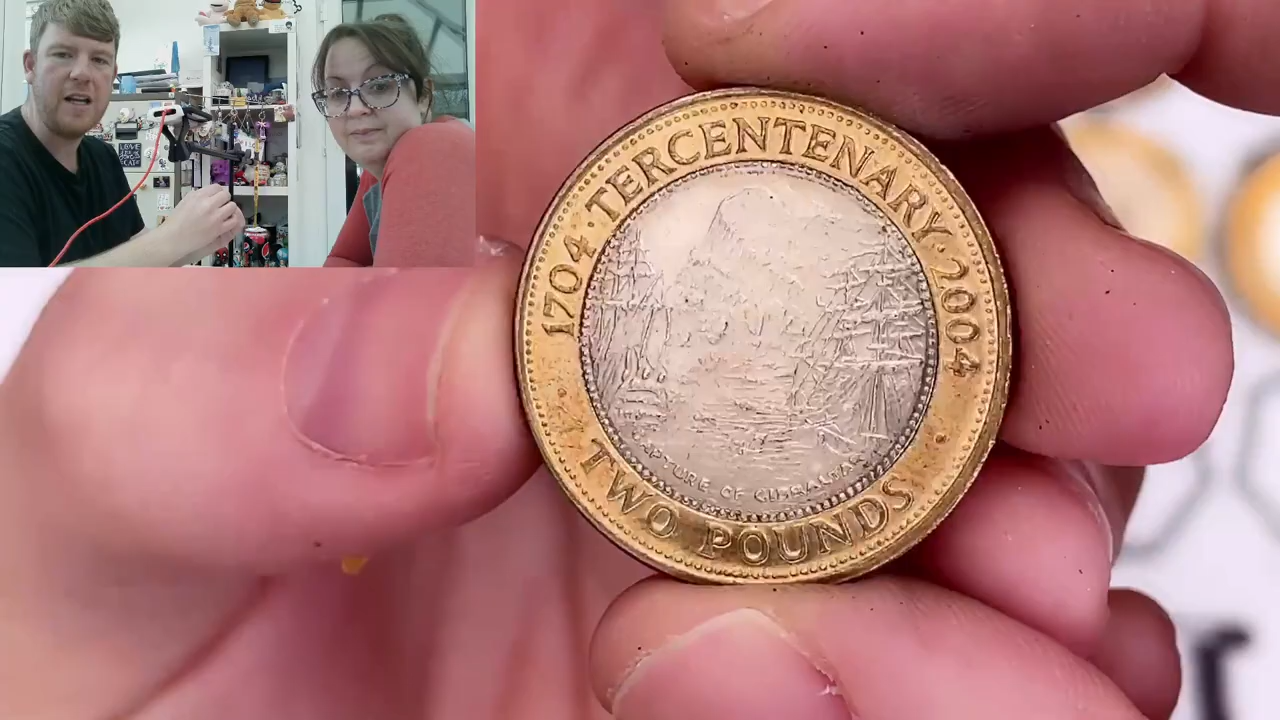 1704 · TERCENTENARY · 2004
CAPTURE OF GIBRALTAR
TWO POUNDS